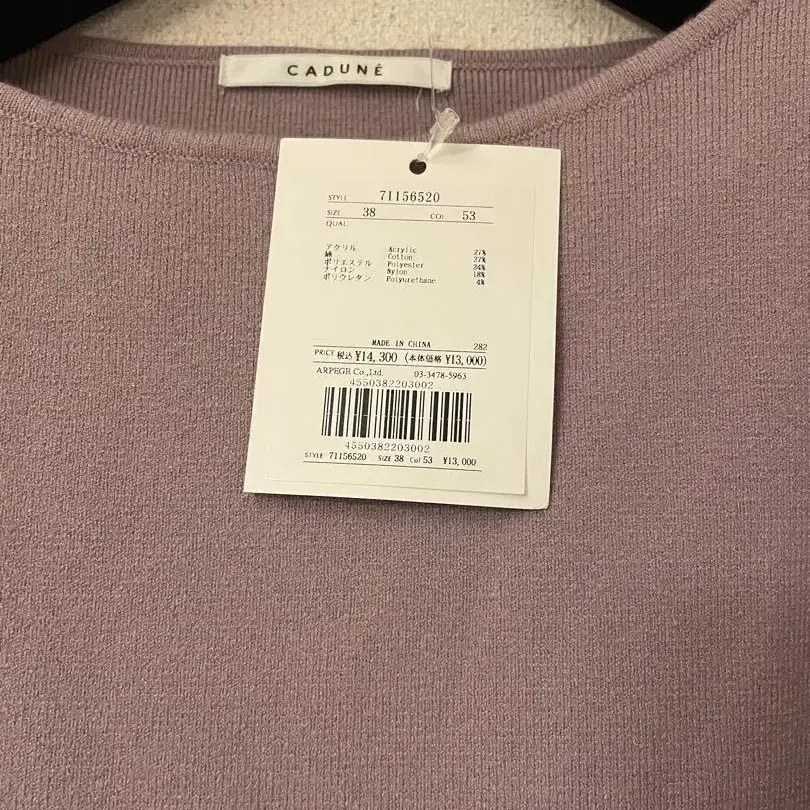 CADUNÉ
STYLE 71156520
SIZE 38 COL 53
QUAL
アクリル Acrylic 27%
綿 Cotton 27%
ポリエステル Polyester 24%
ナイロン Nylon 18%
ポリウレタン Polyurethane 4%
MADE IN CHINA 282
PRICE 税込 ¥14,300 (本体価格 ¥13,000)
ARPEGE Co.,Ltd. 03-3478-5963
4550382203002
4550382203002
STYLE 71156520 SIZE 38 Col 53 ¥13,000